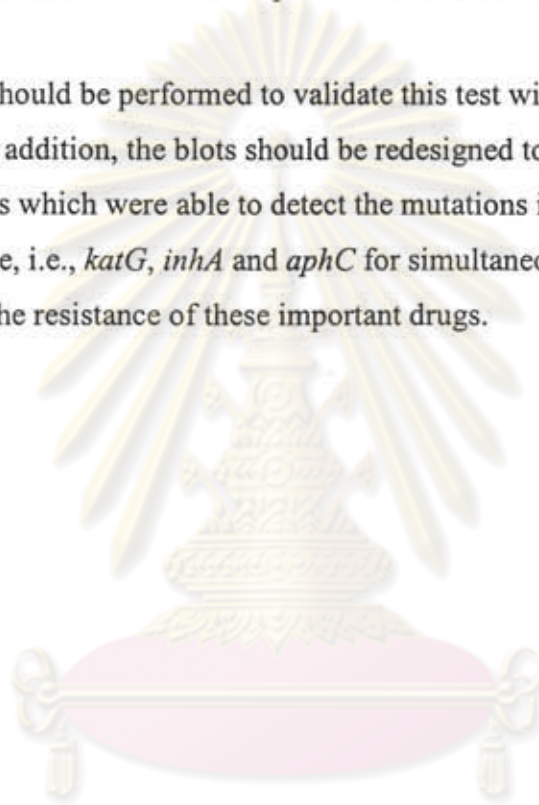 hould be performed to validate this test wi
addition, the blots should be redesigned to
s which were able to detect the mutations i
e, i.e., katG, inhA and aphC for simultaneo
he resistance of these important drugs.